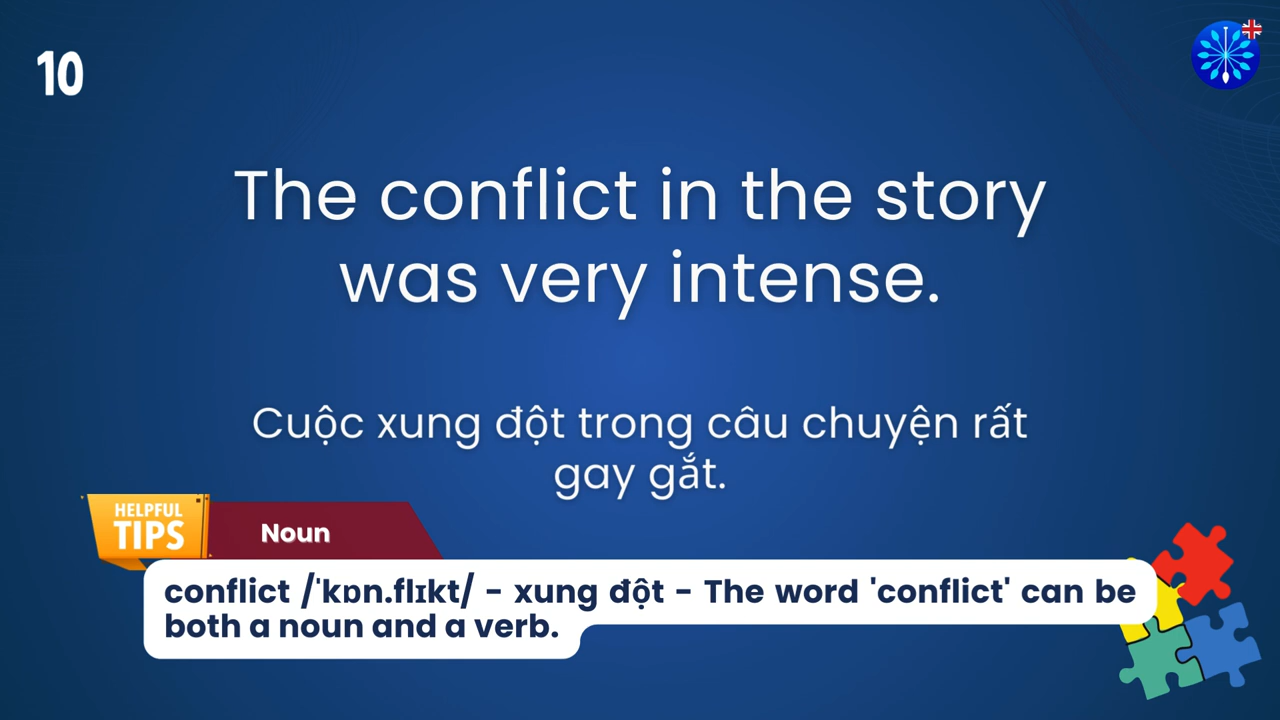 10
The conflict in the story
was very intense.
Cuộc xung đột trong câu chuyện rất
gay gắt.
HELPFUL
TIPS
Noun
conflict /ˈkɒn.flɪkt/ - xung đột - The word 'conflict' can be
both a noun and a verb.